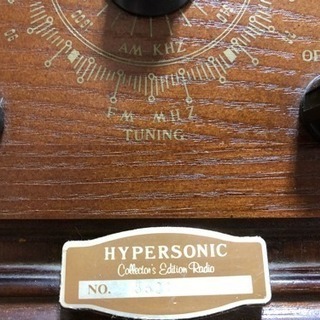 AM KHZ
FM MHZ
TUNING
HYPERSONIC
Collector's Edition Radio
NO.